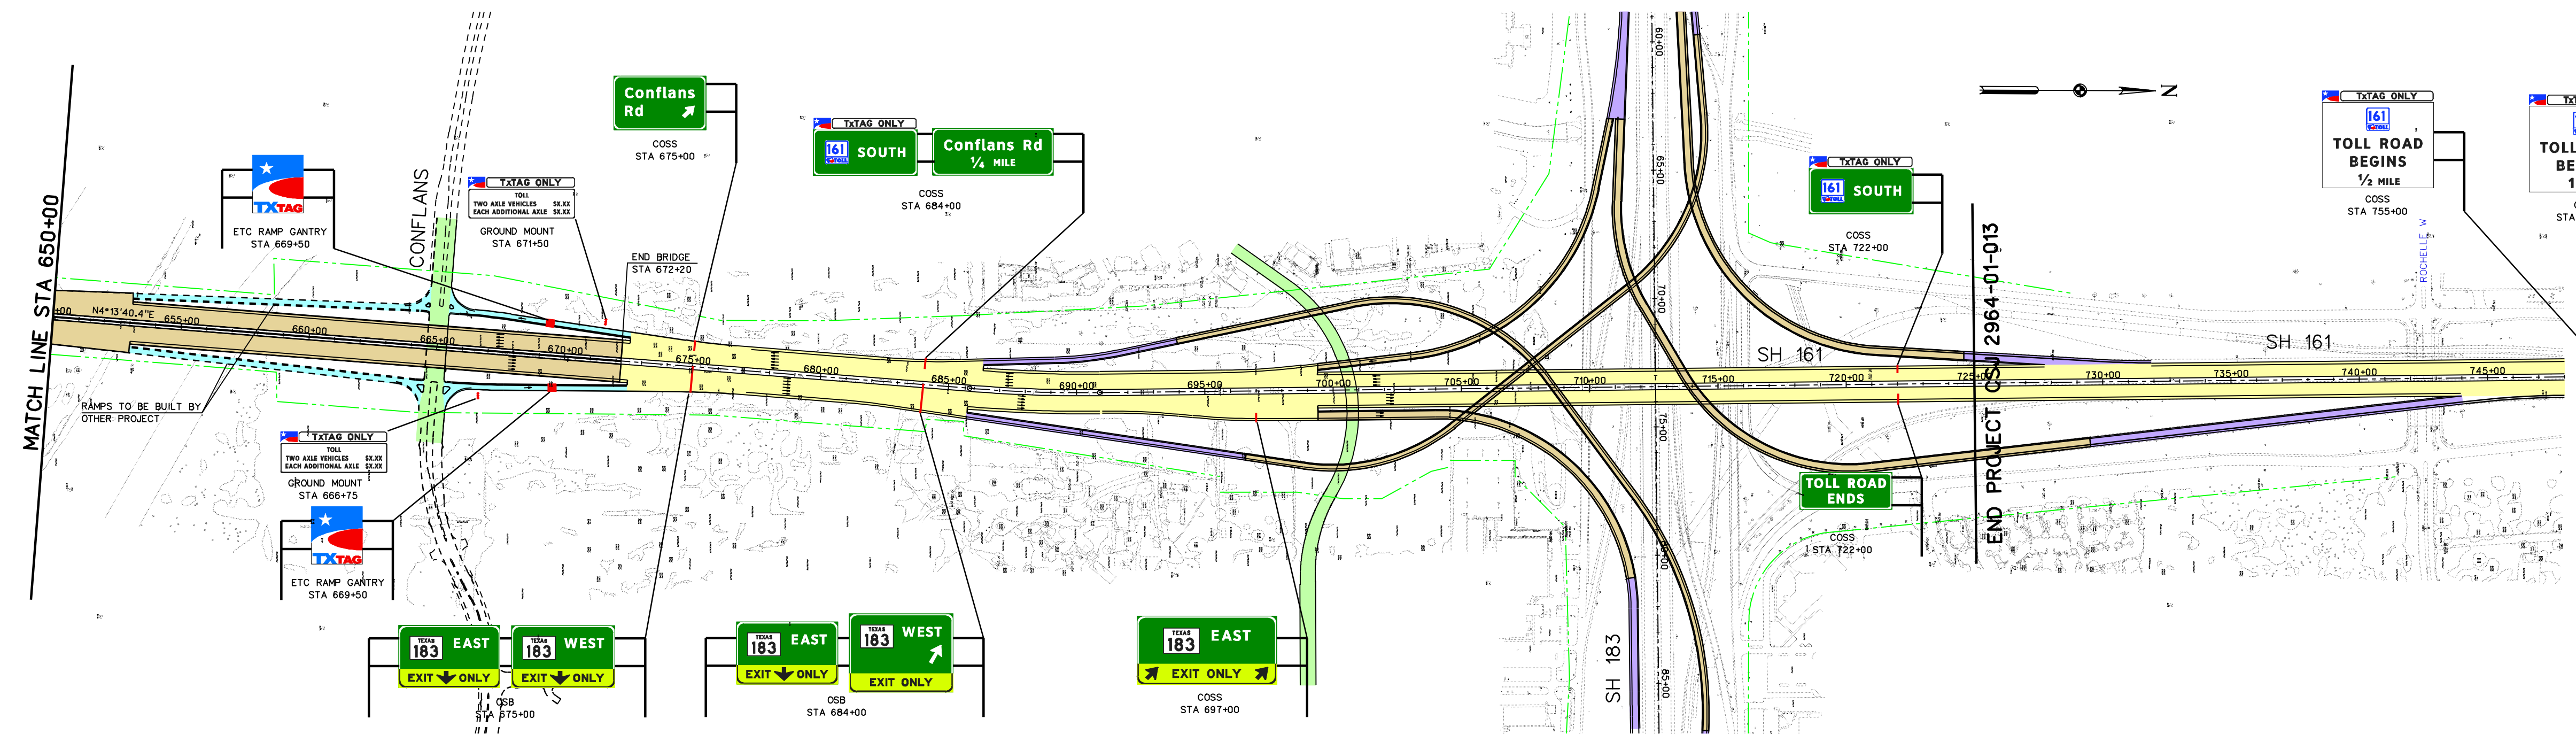 MATCH LINE STA 650+00
TXTAG
ETC RAMP GANTRY
STA 669+50
CONFLANS
TxTAG ONLY
TOLL
TWO AXLE VEHICLES $X.XX
EACH ADDITIONAL AXLE $X.XX
GROUND MOUNT
STA 671+50
Conflans
Rd
COSS
STA 675+00
END BRIDGE
STA 672+20
TxTAG ONLY
161
TOLL
SOUTH
Conflans Rd
1/4 MILE
COSS
STA 684+00
TxTAG ONLY
161
TOLL
SOUTH
COSS
STA 722+00
N
TxTAG ONLY
161
TOLL
TOLL ROAD
BEGINS
1/2 MILE
COSS
STA 755+00
ROCHELLE W
END PROJECT CSJ 2964-01-013
SH 161
SH 161
N4°13'40.4"E
655+00
660+00
665+00
670+00
675+00
680+00
685+00
690+00
695+00
700+00
705+00
710+00
715+00
720+00
725+00
730+00
735+00
740+00
745+00
60+00
65+00
70+00
75+00
80+00
85+00
SH 183
RAMPS TO BE BUILT BY
OTHER PROJECT
TxTAG ONLY
TOLL
TWO AXLE VEHICLES $X.XX
EACH ADDITIONAL AXLE $X.XX
GROUND MOUNT
STA 666+75
TXTAG
ETC RAMP GANTRY
STA 669+50
TEXAS
183
EAST
EXIT ONLY
TEXAS
183
WEST
EXIT ONLY
OSB
STA 675+00
TEXAS
183
EAST
EXIT ONLY
TEXAS
183
WEST
EXIT ONLY
OSB
STA 684+00
TEXAS
183
EAST
EXIT ONLY
COSS
STA 697+00
TOLL ROAD
ENDS
COSS
STA 722+00